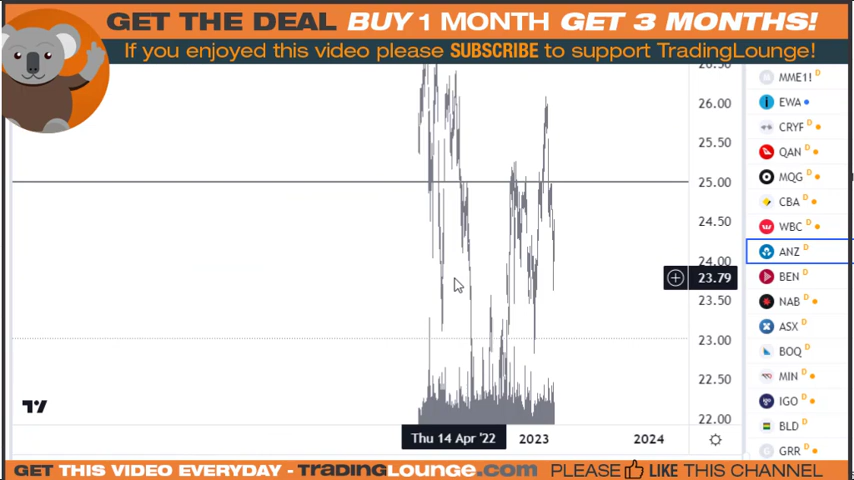 GET THE DEAL BUY 1 MONTH GET 3 MONTHS!
If you enjoyed this video please SUBSCRIBE to support TradingLounge!
26.50
MME1! D
26.00
EWA
CRYF D
25.50
QAN D
MQG D
25.00
CBA D
24.50
WBC D
24.00
ANZ D
23.79
BEN D
23.50
NAB D
23.00
ASX D
BOQ D
22.50
MIN D
IGO D
22.00
BLD D
Thu 14 Apr '22
2023
2024
GRR D
GET THIS VIDEO EVERYDAY - TRADINGLOUNGE.com PLEASE LIKE THIS CHANNEL